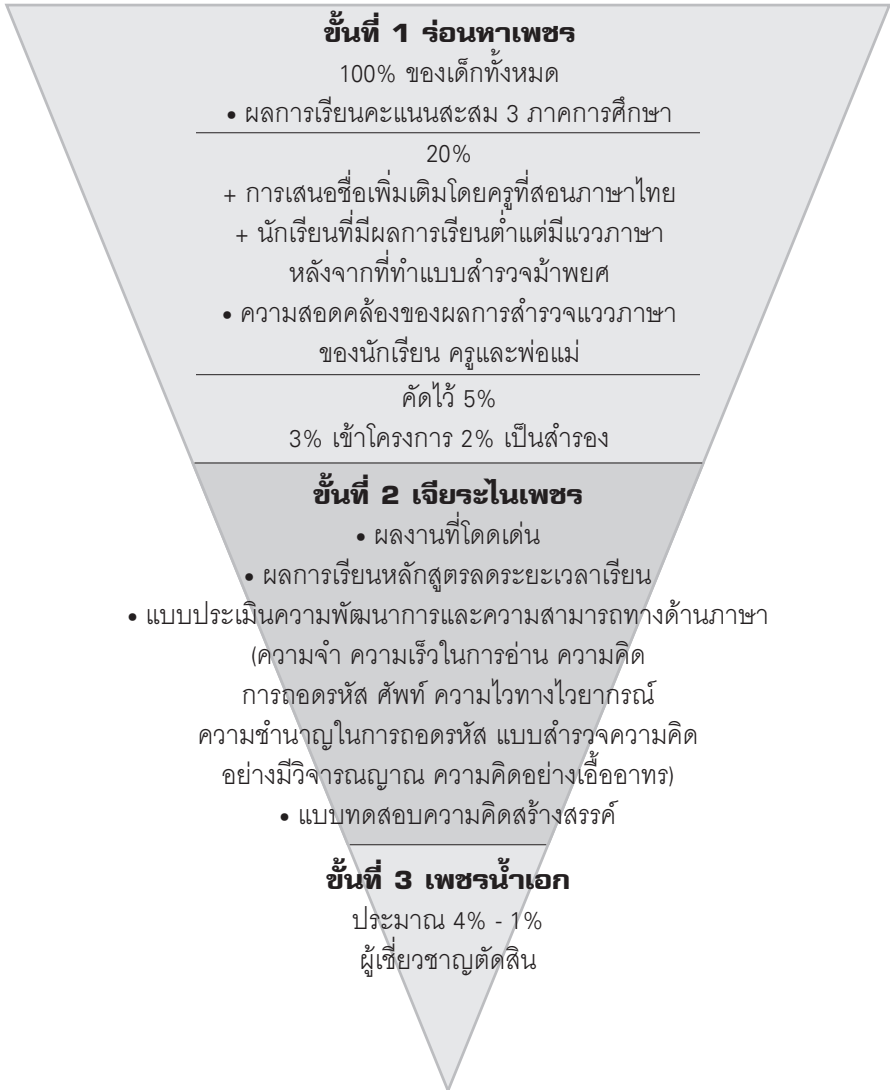 ขั้นที่ 1 ร่อนหาเพชร
100% ของเด็กทั้งหมด
• ผลการเรียนคะแนนสะสม 3 ภาคการศึกษา
20%
+ การเสนอชื่อเพิ่มเติมโดยครูที่สอนภาษาไทย
+ นักเรียนที่มีผลการเรียนต่ำแต่มีแววภาษา
หลังจากที่ทำแบบสำรวจม้าพยศ
• ความสอดคล้องของผลการสำรวจแววภาษา
ของนักเรียน ครูและพ่อแม่
คัดไว้ 5%
3% เข้าโครงการ 2% เป็นสำรอง
ขั้นที่ 2 เจียระไนเพชร
• ผลงานที่โดดเด่น
• ผลการเรียนหลักสูตรลดระยะเวลาเรียน
• แบบประเมินความพัฒนาการและความสามารถทางด้านภาษา
(ความจำ ความเร็วในการอ่าน ความคิด
การถอดรหัส ศัพท์ ความไวทางไวยากรณ์
ความชำนาญในการถอดรหัส แบบสำรวจความคิด
อย่างมีวิจารณญาณ ความคิดอย่างเอื้ออาทร)
• แบบทดสอบความคิดสร้างสรรค์
ขั้นที่ 3 เพชรน้ำเอก
ประมาณ 4% - 1%
ผู้เชี่ยวชาญตัดสิน